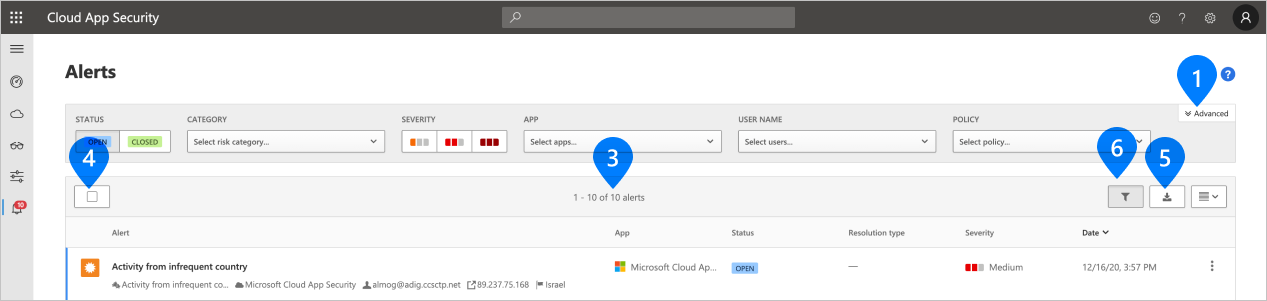 Cloud App Security
Alerts
1
?
STATUS CATEGORY SEVERITY APP USER NAME POLICY Advanced
OPEN CLOSED Select risk category... Select apps... Select users... Select policy...
4 3 6 5
1 - 10 of 10 alerts
10
Alert App Status Resolution type Severity Date
Activity from infrequent country Microsoft Cloud Ap... OPEN — Medium 12/16/20, 3:57 PM
Activity from infrequent co... Microsoft Cloud App Security almog@adig.ccsctp.net 89.237.75.168 Israel